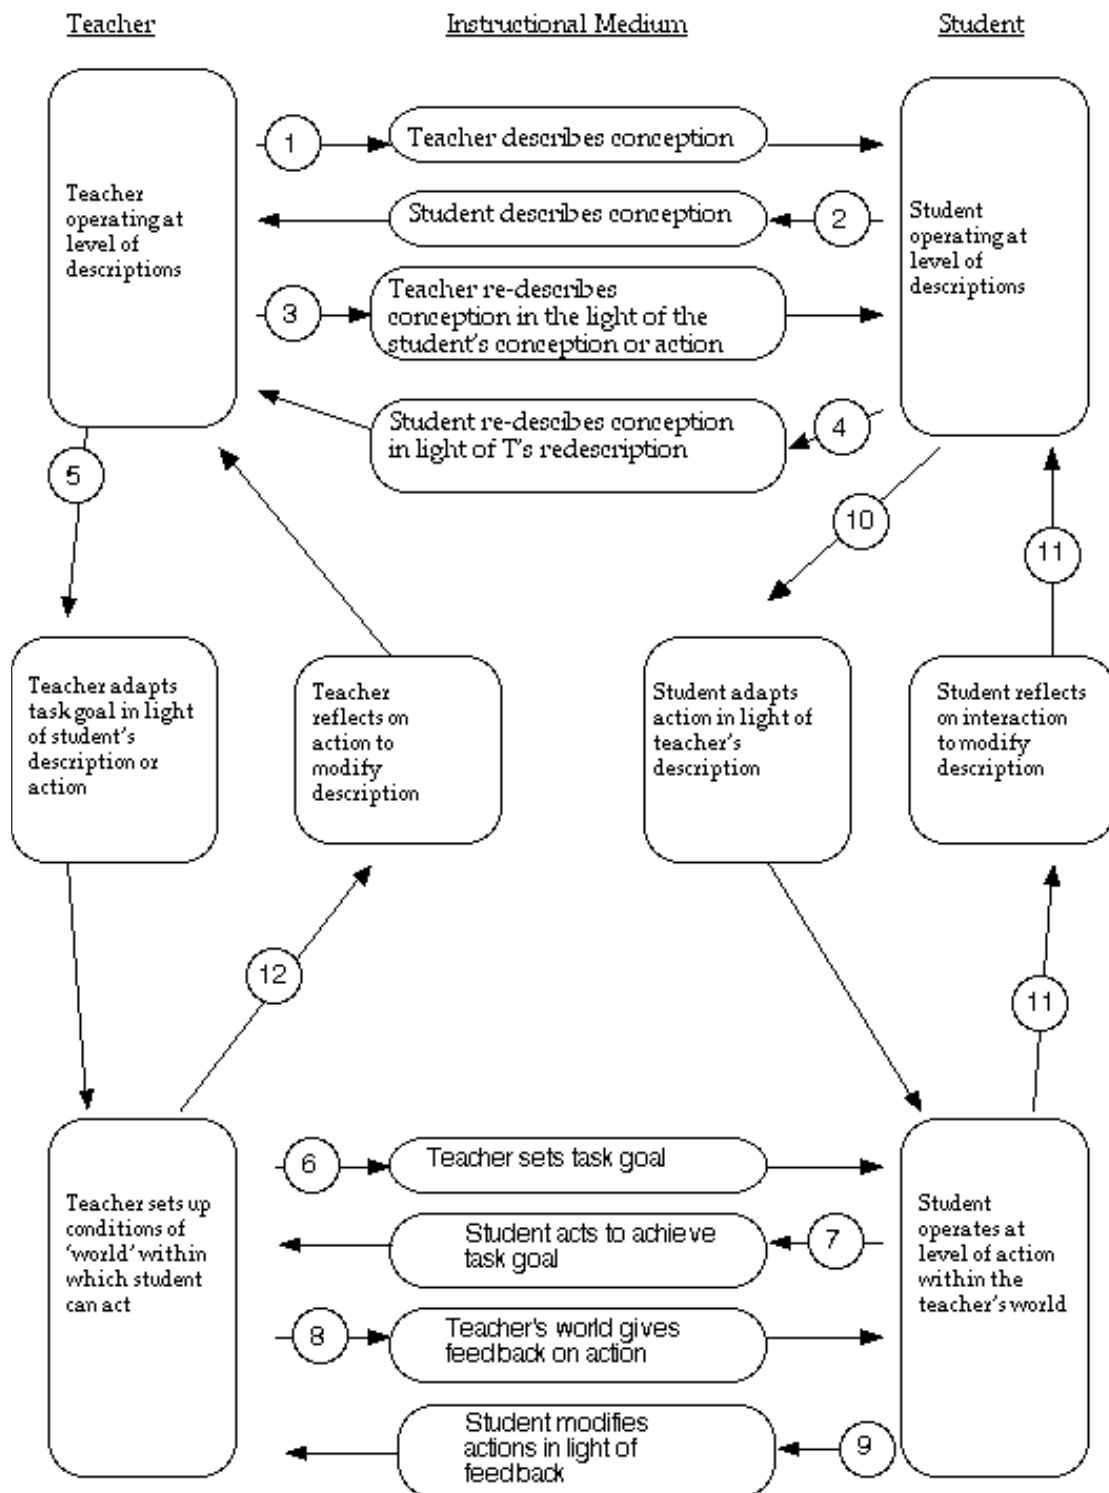 Teacher
Instructional Medium
Student
1
Teacher describes conception
Teacher
operating at
level of
descriptions
Student describes conception
2
Student
operating at
level of
descriptions
3
Teacher re-describes
conception in the light of the
student's conception or action
Student re-descibes conception
in light of T's redescription
4
5
10
11
Teacher adapts
task goal in light
of student's
description or
action
Teacher
reflects on
action to
modify
description
Student adapts
action in light of
teacher's
description
Student reflects
on interaction
to modify
description
12
11
6
Teacher sets task goal
Teacher sets up
conditions of
'world' within
which student
can act
Student acts to achieve
task goal
7
Student
operates at
level of action
within the
teacher's world
8
Teacher's world gives
feedback on action
Student modifies
actions in light of
feedback
9